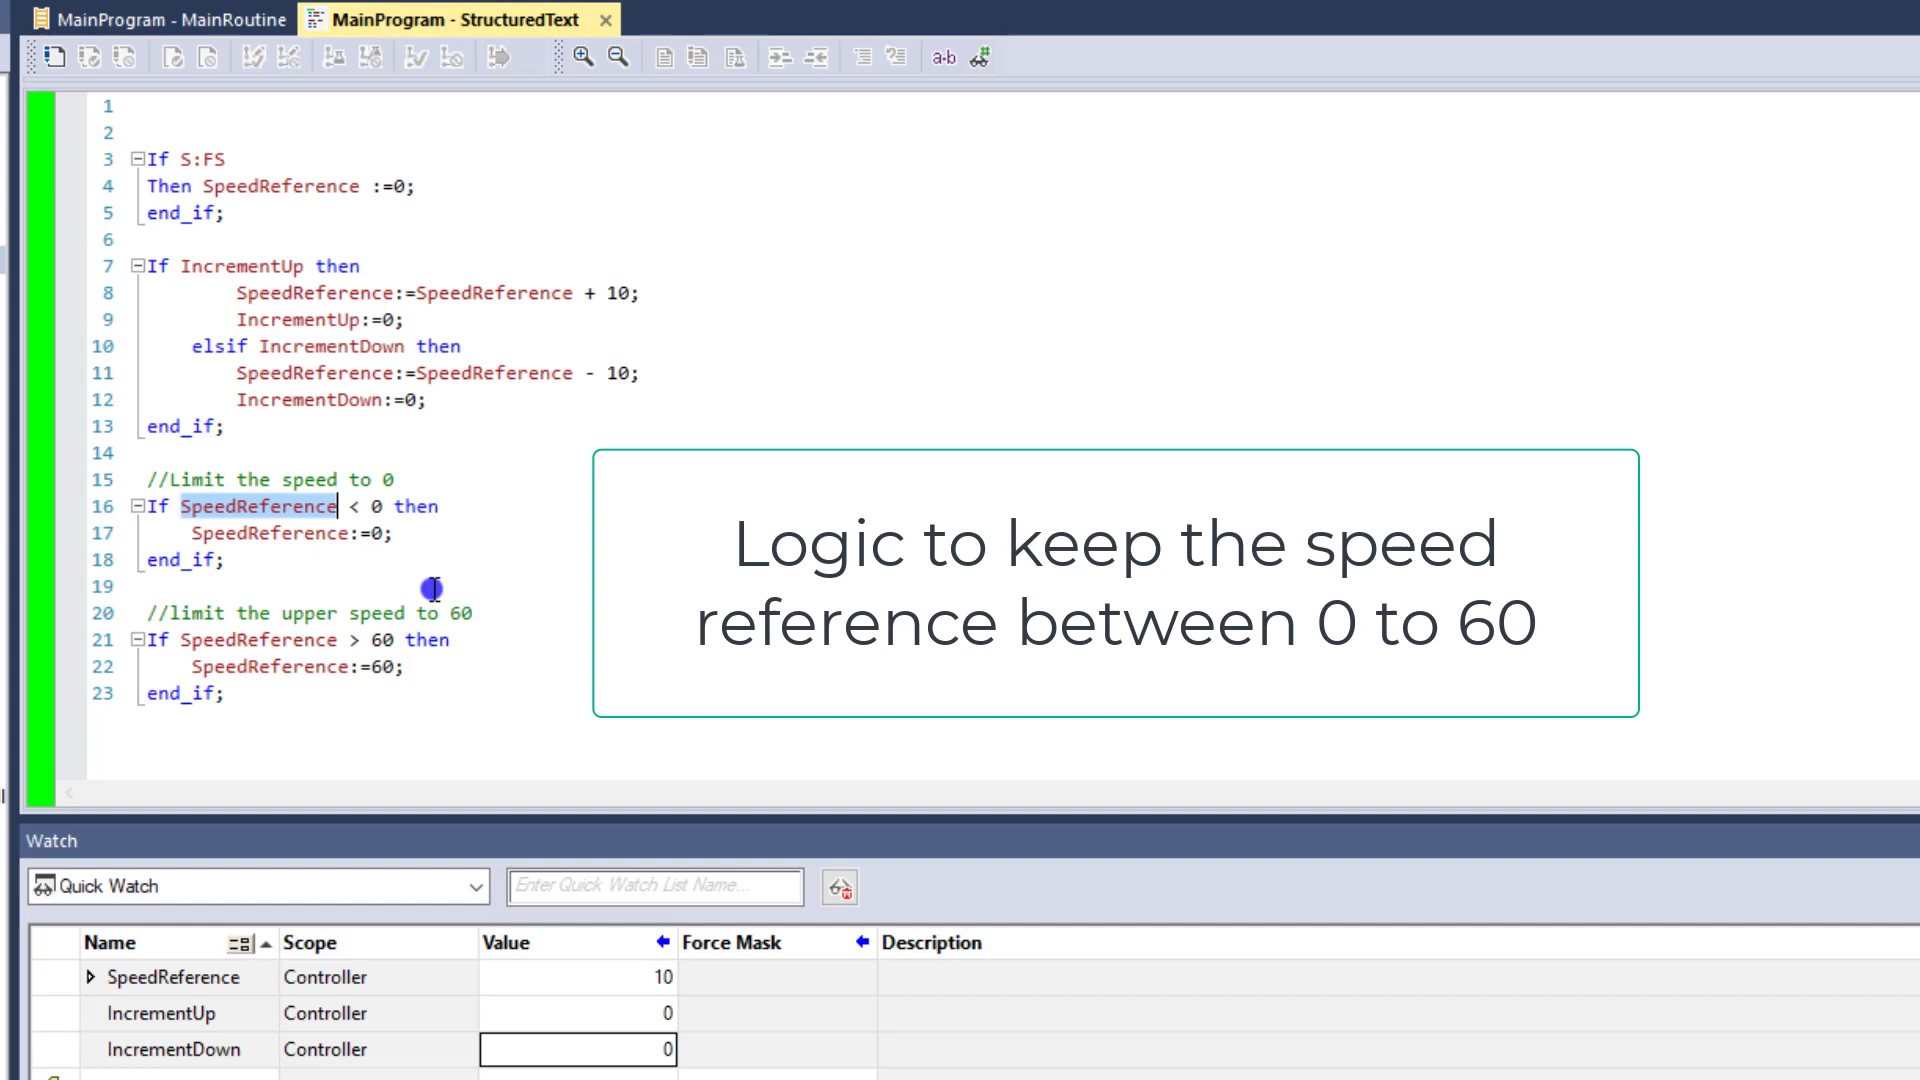 MainProgram - MainRoutine
MainProgram - StructuredText
a-b
1
2
3 If S:FS
4 Then SpeedReference :=0;
5 end_if;
6
7 If IncrementUp then
8 SpeedReference:=SpeedReference + 10;
9 IncrementUp:=0;
10 elsif IncrementDown then
11 SpeedReference:=SpeedReference - 10;
12 IncrementDown:=0;
13 end_if;
14
15 //Limit the speed to 0
16 If SpeedReference < 0 then
17 SpeedReference:=0;
18 end_if;
19
20 //limit the upper speed to 60
21 If SpeedReference > 60 then
22 SpeedReference:=60;
23 end_if;
Logic to keep the speed
reference between 0 to 60
Watch
Quick Watch
Enter Quick Watch List Name...
Name Scope Value Force Mask Description
SpeedReference Controller 10
IncrementUp Controller 0
IncrementDown Controller 0